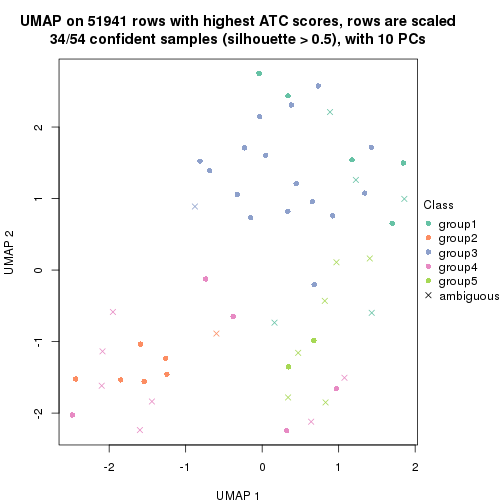 UMAP on 51941 rows with highest ATC scores, rows are scaled
34/54 confident samples (silhouette > 0.5), with 10 PCs
2
1
0
-1
-2
UMAP 2
-2
-1
0
1
2
UMAP 1
Class
group1
group2
group3
group4
group5
ambiguous